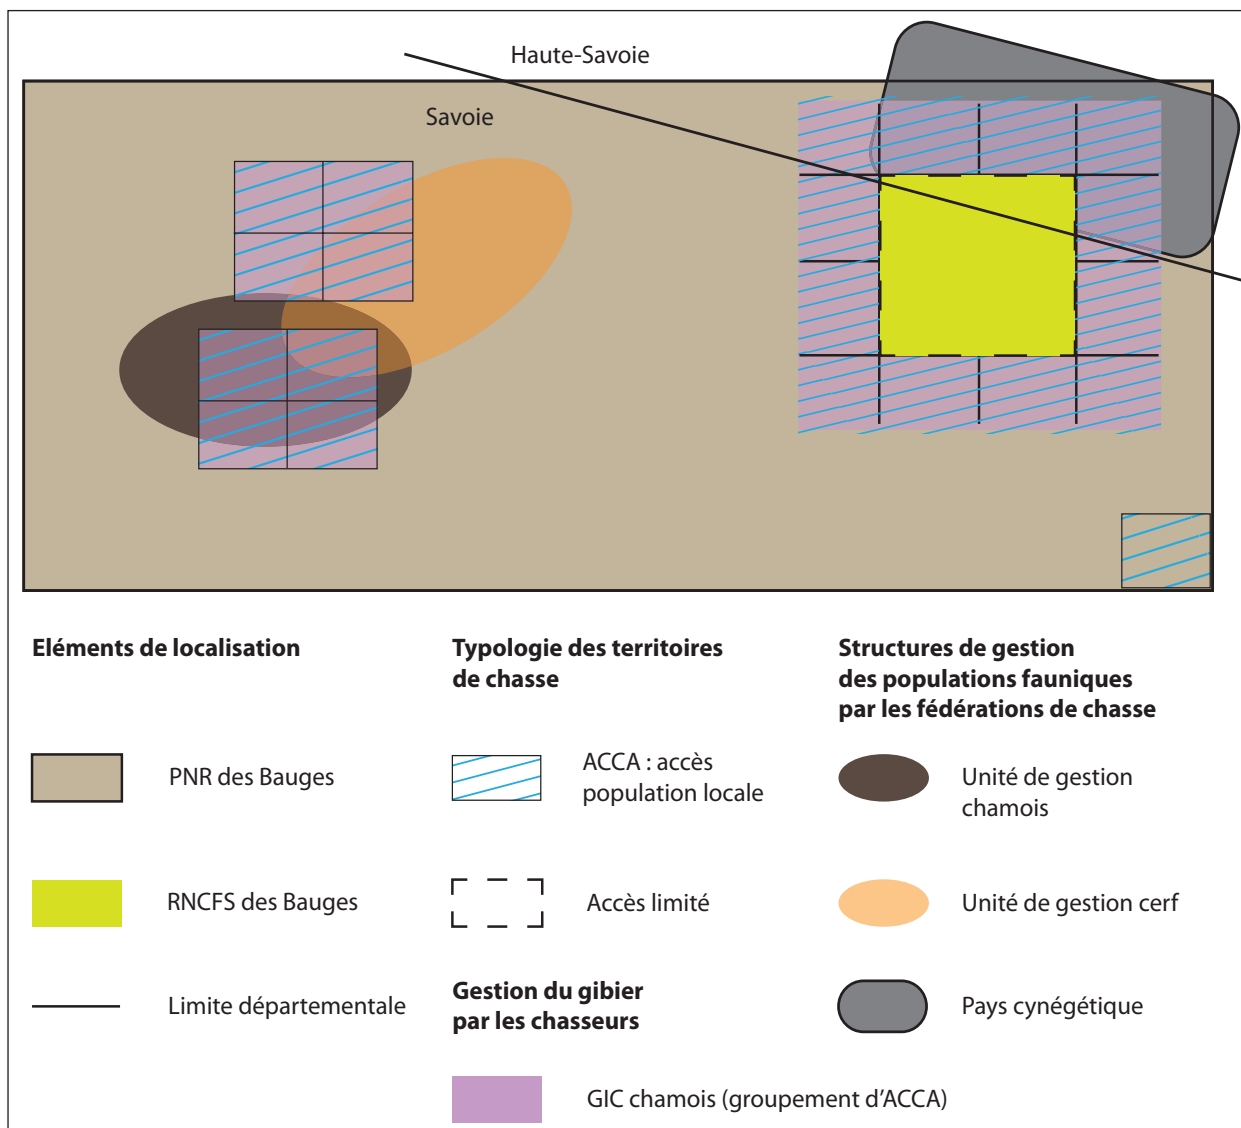 Haute-Savoie
Savoie
Eléments de localisation
PNR des Bauges
RNCFS des Bauges
Limite départementale
Typologie des territoires
de chasse
ACCA : accès
population locale
Accès limité
Gestion du gibier
par les chasseurs
GIC chamois (groupement d'ACCA)
Structures de gestion
des populations fauniques
par les fédérations de chasse
Unité de gestion
chamois
Unité de gestion cerf
Pays cynégétique